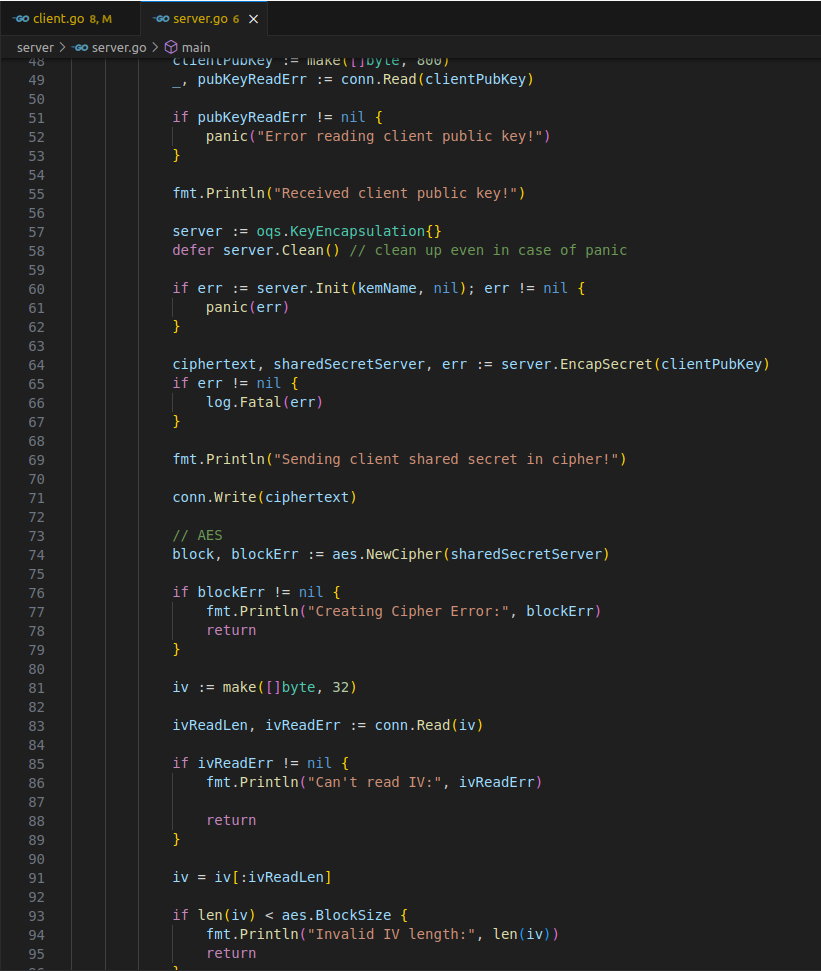 GO client.go 8, M
GO server.go 6 ×
server > GO server.go > main
48 clientPubKey := make([]byte, 800)
49 _, pubKeyReadErr := conn.Read(clientPubKey)
50
51 if pubKeyReadErr != nil {
52 panic("Error reading client public key!")
53 }
54
55 fmt.Println("Received client public key!")
56
57 server := oqs.KeyEncapsulation{}
58 defer server.Clean() // clean up even in case of panic
59
60 if err := server.Init(kemName, nil); err != nil {
61 panic(err)
62 }
63
64 ciphertext, sharedSecretServer, err := server.EncapSecret(clientPubKey)
65 if err != nil {
66 log.Fatal(err)
67 }
68
69 fmt.Println("Sending client shared secret in cipher!")
70
71 conn.Write(ciphertext)
72
73 // AES
74 block, blockErr := aes.NewCipher(sharedSecretServer)
75
76 if blockErr != nil {
77 fmt.Println("Creating Cipher Error:", blockErr)
78 return
79 }
80
81 iv := make([]byte, 32)
82
83 ivReadLen, ivReadErr := conn.Read(iv)
84
85 if ivReadErr != nil {
86 fmt.Println("Can't read IV:", ivReadErr)
87
88 return
89 }
90
91 iv = iv[:ivReadLen]
92
93 if len(iv) < aes.BlockSize {
94 fmt.Println("Invalid IV length:", len(iv))
95 return